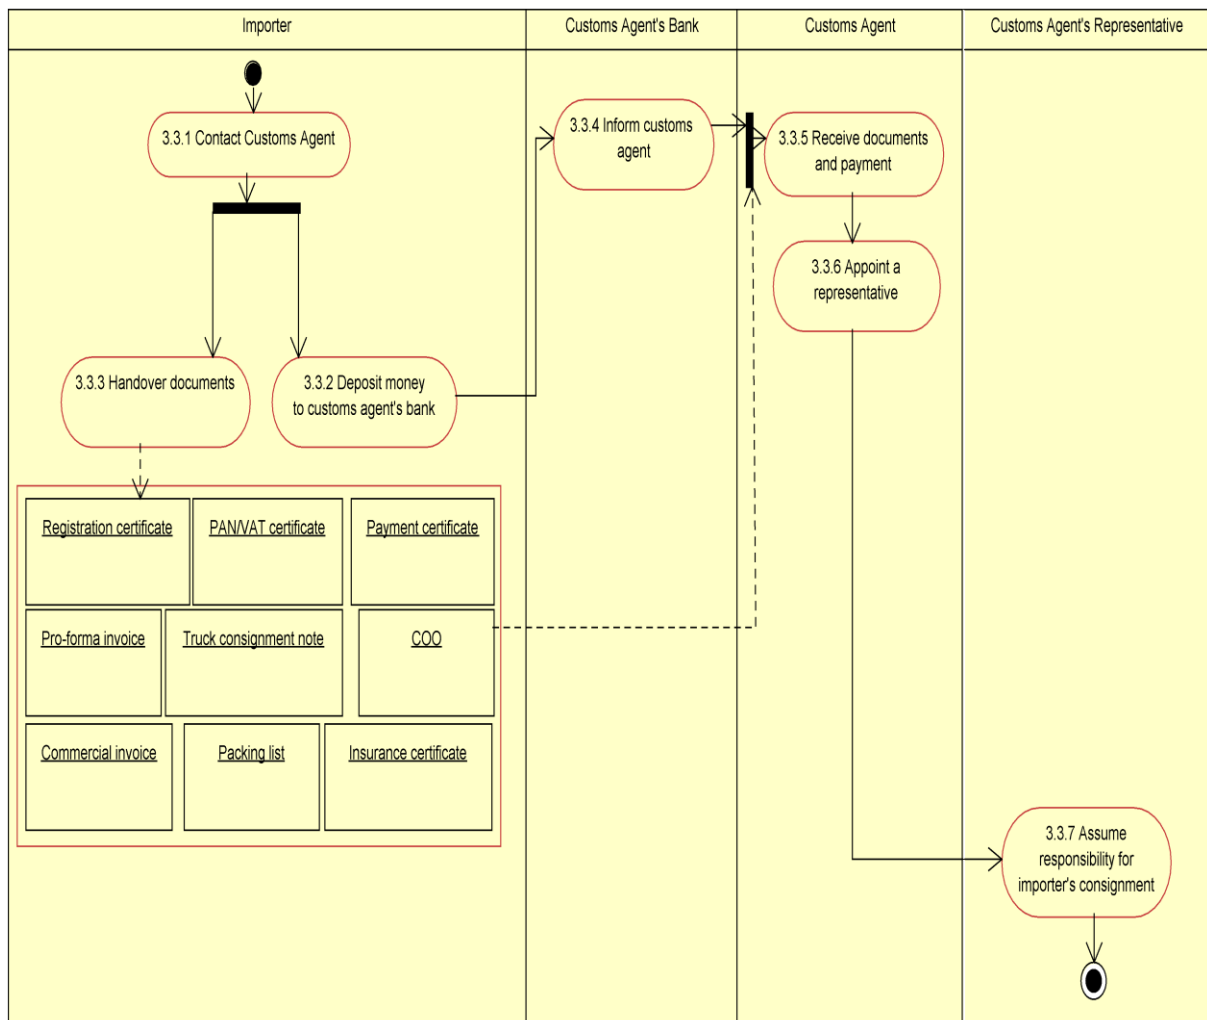 Importer
Customs Agent's Bank
Customs Agent
Customs Agent's Representative
3.3.1 Contact Customs Agent
3.3.4 Inform customs
agent
3.3.5 Receive documents
and payment
3.3.6 Appoint a
representative
3.3.3 Handover documents
3.3.2 Deposit money
to customs agent's bank
Registration certificate
PAN/VAT certificate
Payment certificate
Pro-forma invoice
Truck consignment note
COO
Commercial invoice
Packing list
Insurance certificate
3.3.7 Assume
responsibility for
importer's consignment